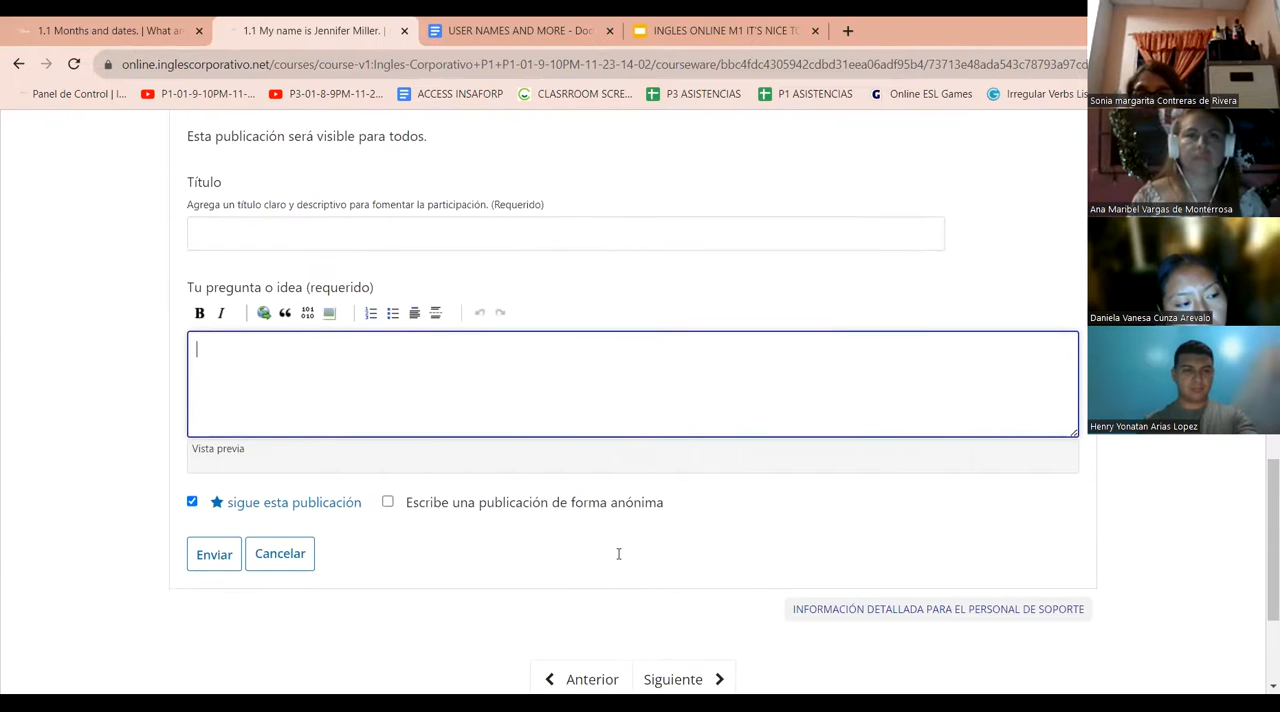 1.1 Months and dates. | What an
1.1 My name is Jennifer Miller. |
USER NAMES AND MORE - Doc
INGLES ONLINE M1 IT'S NICE TO
online.inglescorporativo.net/courses/course-v1:Ingles-Corporativo+P1+P1-01-9-10PM-11-23-14-02/courseware/bbc4fdc4305942cdbd31eea06adf95b4/73713e48ada543c78793a97cd
Panel de Control | I...
P1-01-9-10PM-11-...
P3-01-8-9PM-11-2...
ACCESS INSAFORP
CLASRROOM SCRE...
P3 ASISTENCIAS
P1 ASISTENCIAS
Online ESL Games
Irregular Verbs Lis
Esta publicación será visible para todos.
Título
Agrega un título claro y descriptivo para fomentar la participación. (Requerido)
Tu pregunta o idea (requerido)
B I
Vista previa
sigue esta publicación
Escribe una publicación de forma anónima
Enviar
Cancelar
INFORMACIÓN DETALLADA PARA EL PERSONAL DE SOPORTE
Anterior
Siguiente
Sonia margarita Contreras de Rivera
Ana Maribel Vargas de Monterrosa
Daniela Vanesa Cunza Arevalo
Henry Yonatan Arias Lopez